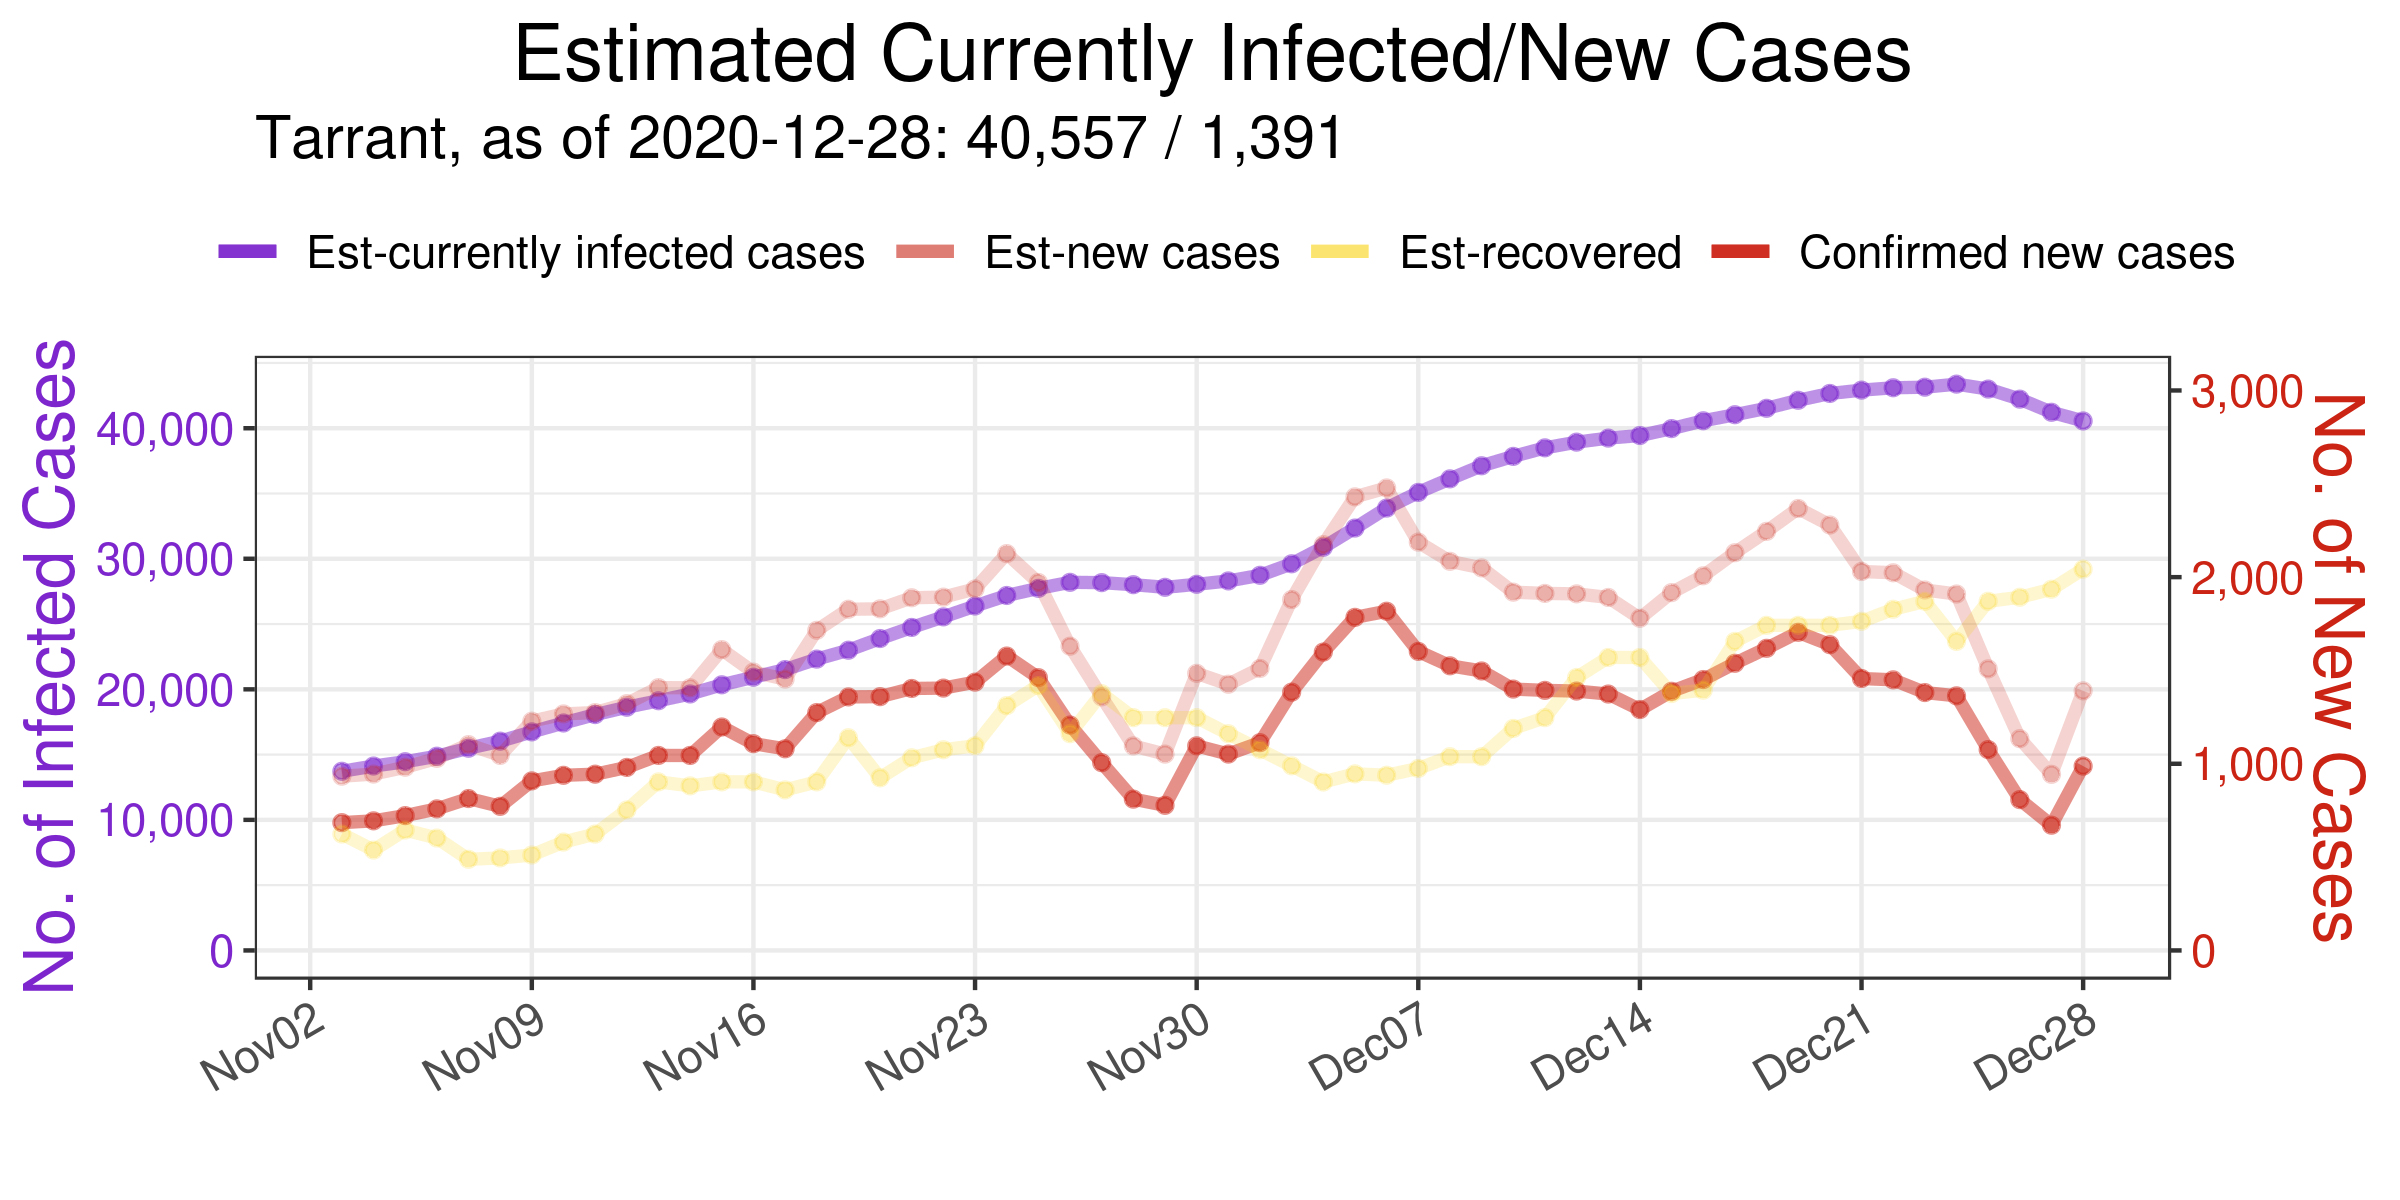 Estimated Currently Infected/New Cases
Tarrant, as of 2020-12-28: 40,557 / 1,391
Est-currently infected cases Est-new cases Est-recovered Confirmed new cases
No. of Infected Cases
40,000
30,000
20,000
10,000
0
3,000
2,000
1,000
0
No. of New Cases
Nov02 Nov09 Nov16 Nov23 Nov30 Dec07 Dec14 Dec21 Dec28